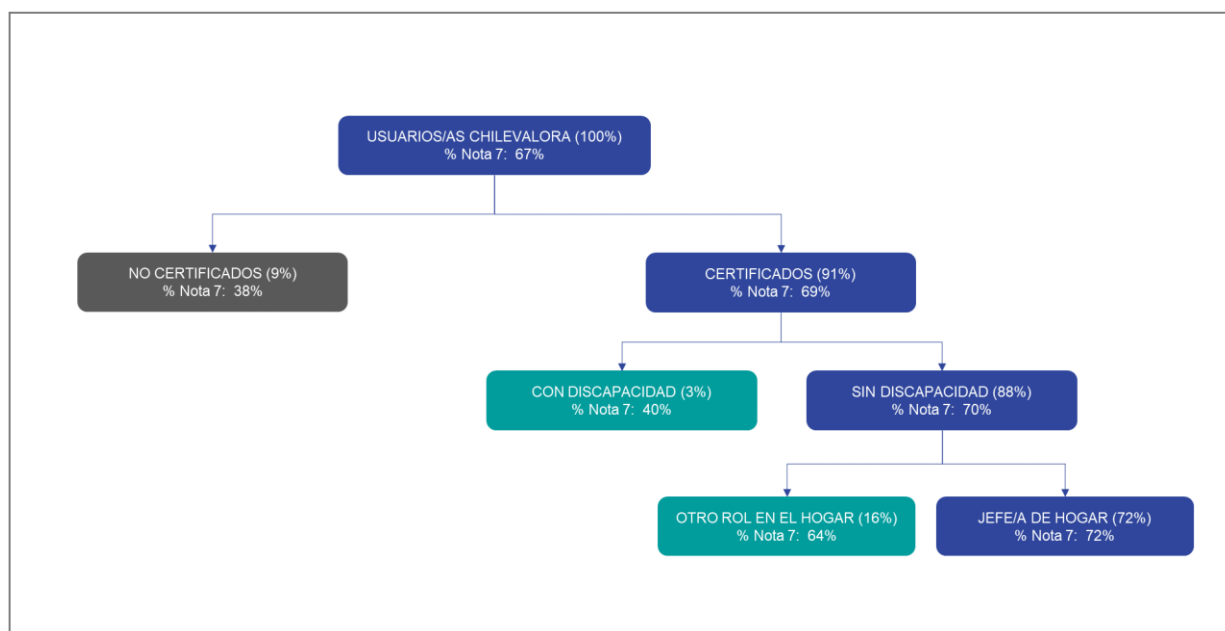 USUARIOS/AS CHILEVALORA (100%)
% Nota 7: 67%
NO CERTIFICADOS (9%)
% Nota 7: 38%
CERTIFICADOS (91%)
% Nota 7: 69%
CON DISCAPACIDAD (3%)
% Nota 7: 40%
SIN DISCAPACIDAD (88%)
% Nota 7: 70%
OTRO ROL EN EL HOGAR (16%)
% Nota 7: 64%
JEFE/A DE HOGAR (72%)
% Nota 7: 72%